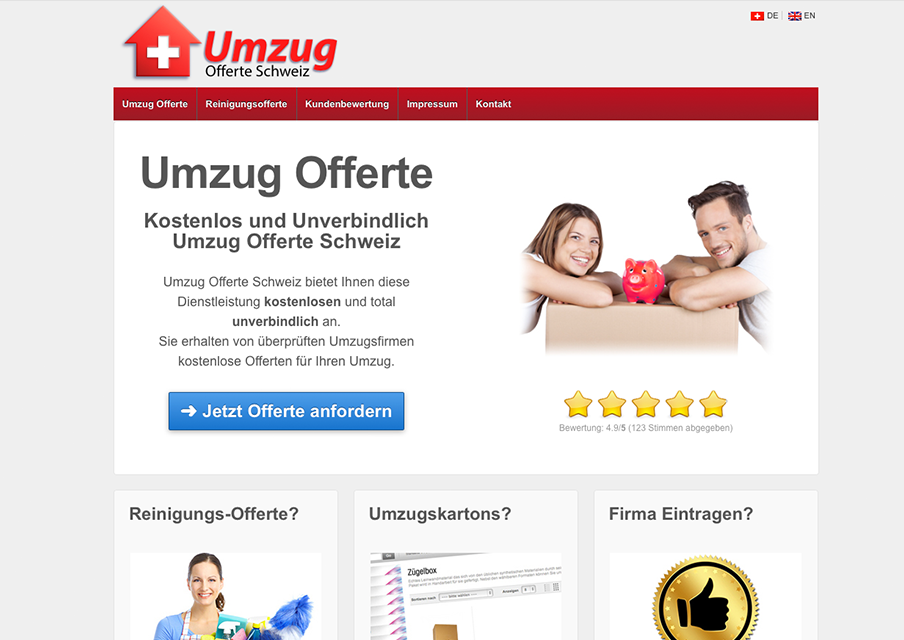 DE
EN
Umzug
Offerte Schweiz
Umzug Offerte
Reinigungsofferte
Kundenbewertung
Impressum
Kontakt
Umzug Offerte
Kostenlos und Unverbindlich
Umzug Offerte Schweiz
Umzug Offerte Schweiz bietet Ihnen diese
Dienstleistung kostenlosen und total
unverbindlich an.
Sie erhalten von überprüften Umzugsfirmen
kostenlose Offerten für Ihren Umzug.
➜ Jetzt Offerte anfordern
Bewertung: 4.9/5 (123 Stimmen abgegeben)
Reinigungs-Offerte?
Umzugskartons?
Firma Eintragen?
Zügelbox
Sortieren nach:
Anzeigen: